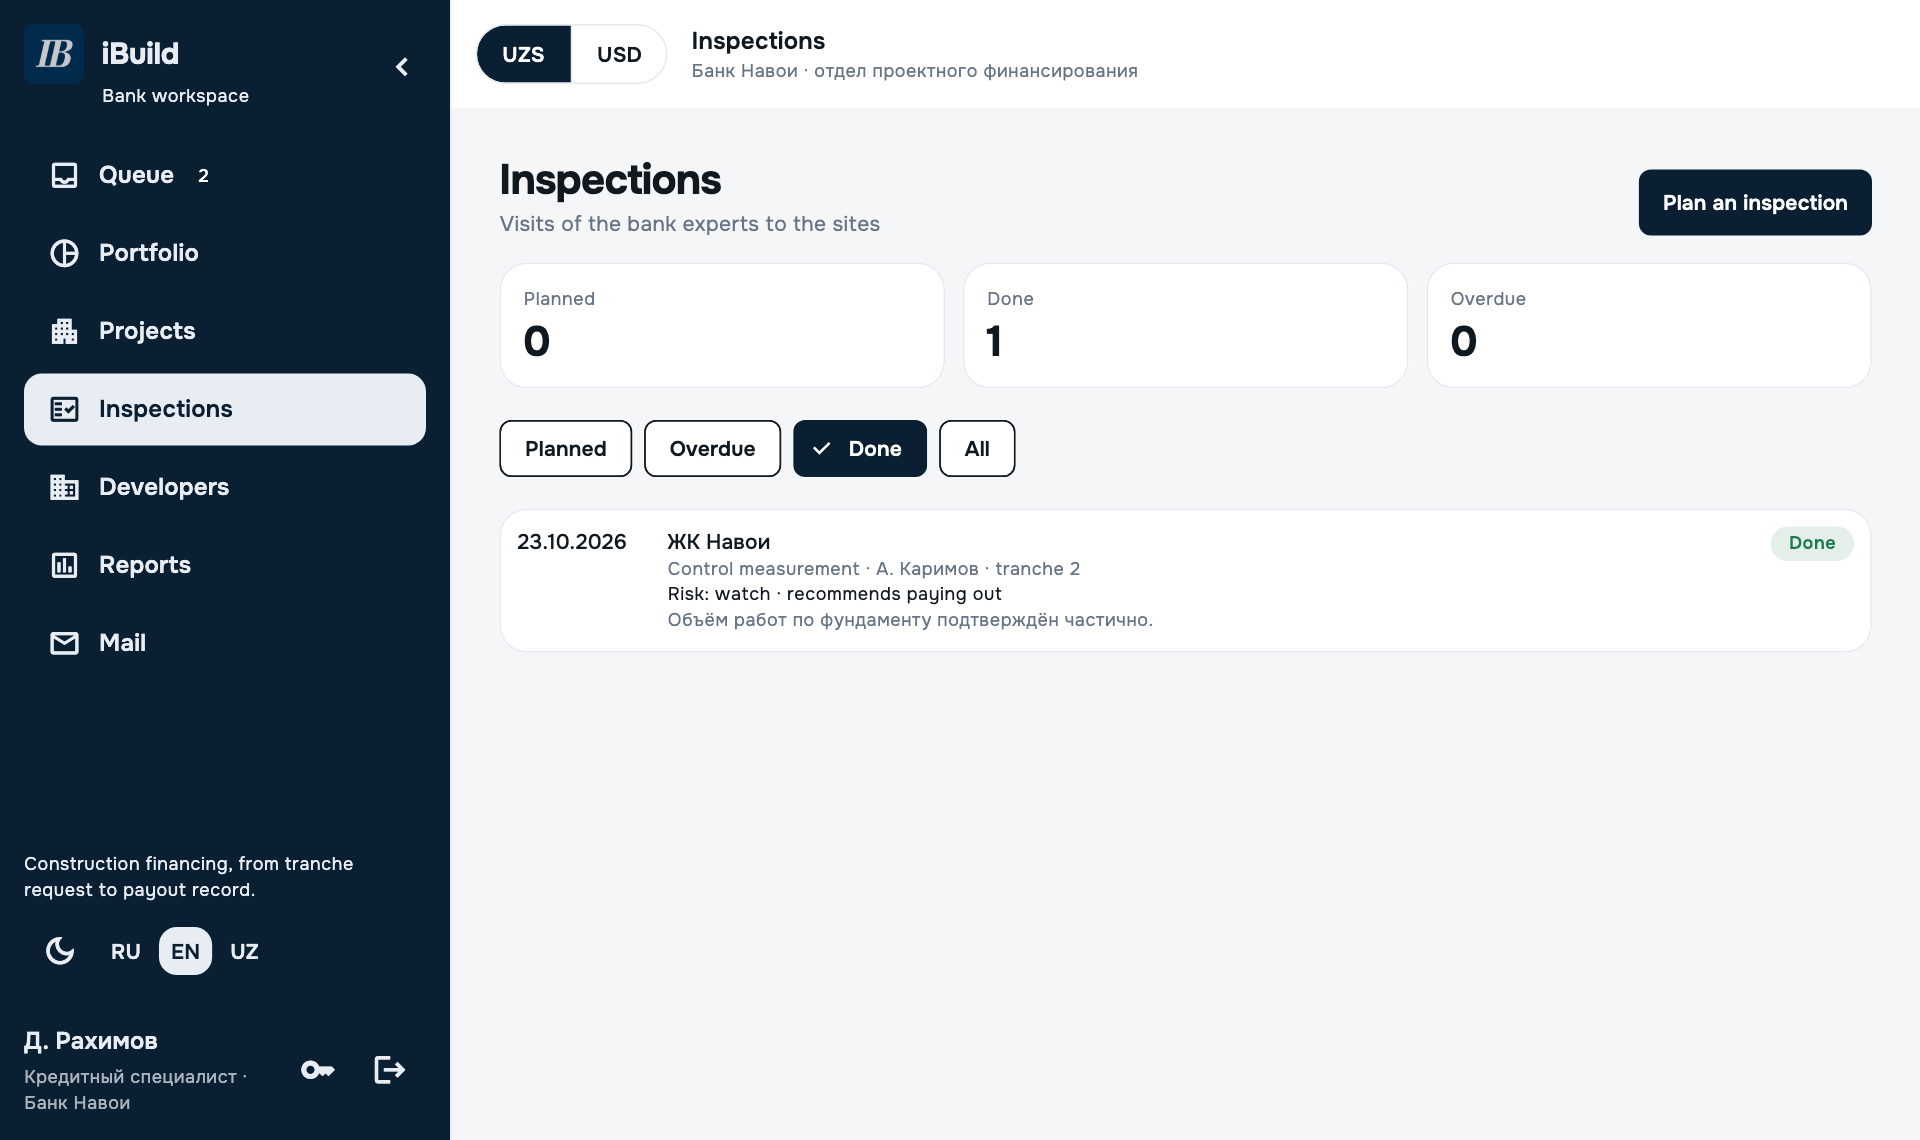 IB
iBuild
Bank workspace
Queue 2
Portfolio
Projects
Inspections
Developers
Reports
Mail
Construction financing, from tranche
request to payout record.
RU EN UZ
Д. Рахимов
Кредитный специалист ·
Банк Навои
UZS USD
Inspections
Банк Навои · отдел проектного финансирования
Inspections
Visits of the bank experts to the sites
Plan an inspection
Planned
0
Done
1
Overdue
0
Planned Overdue Done All
23.10.2026
ЖК Навои
Control measurement · А. Каримов · tranche 2
Risk: watch · recommends paying out
Объём работ по фундаменту подтверждён частично.
Done